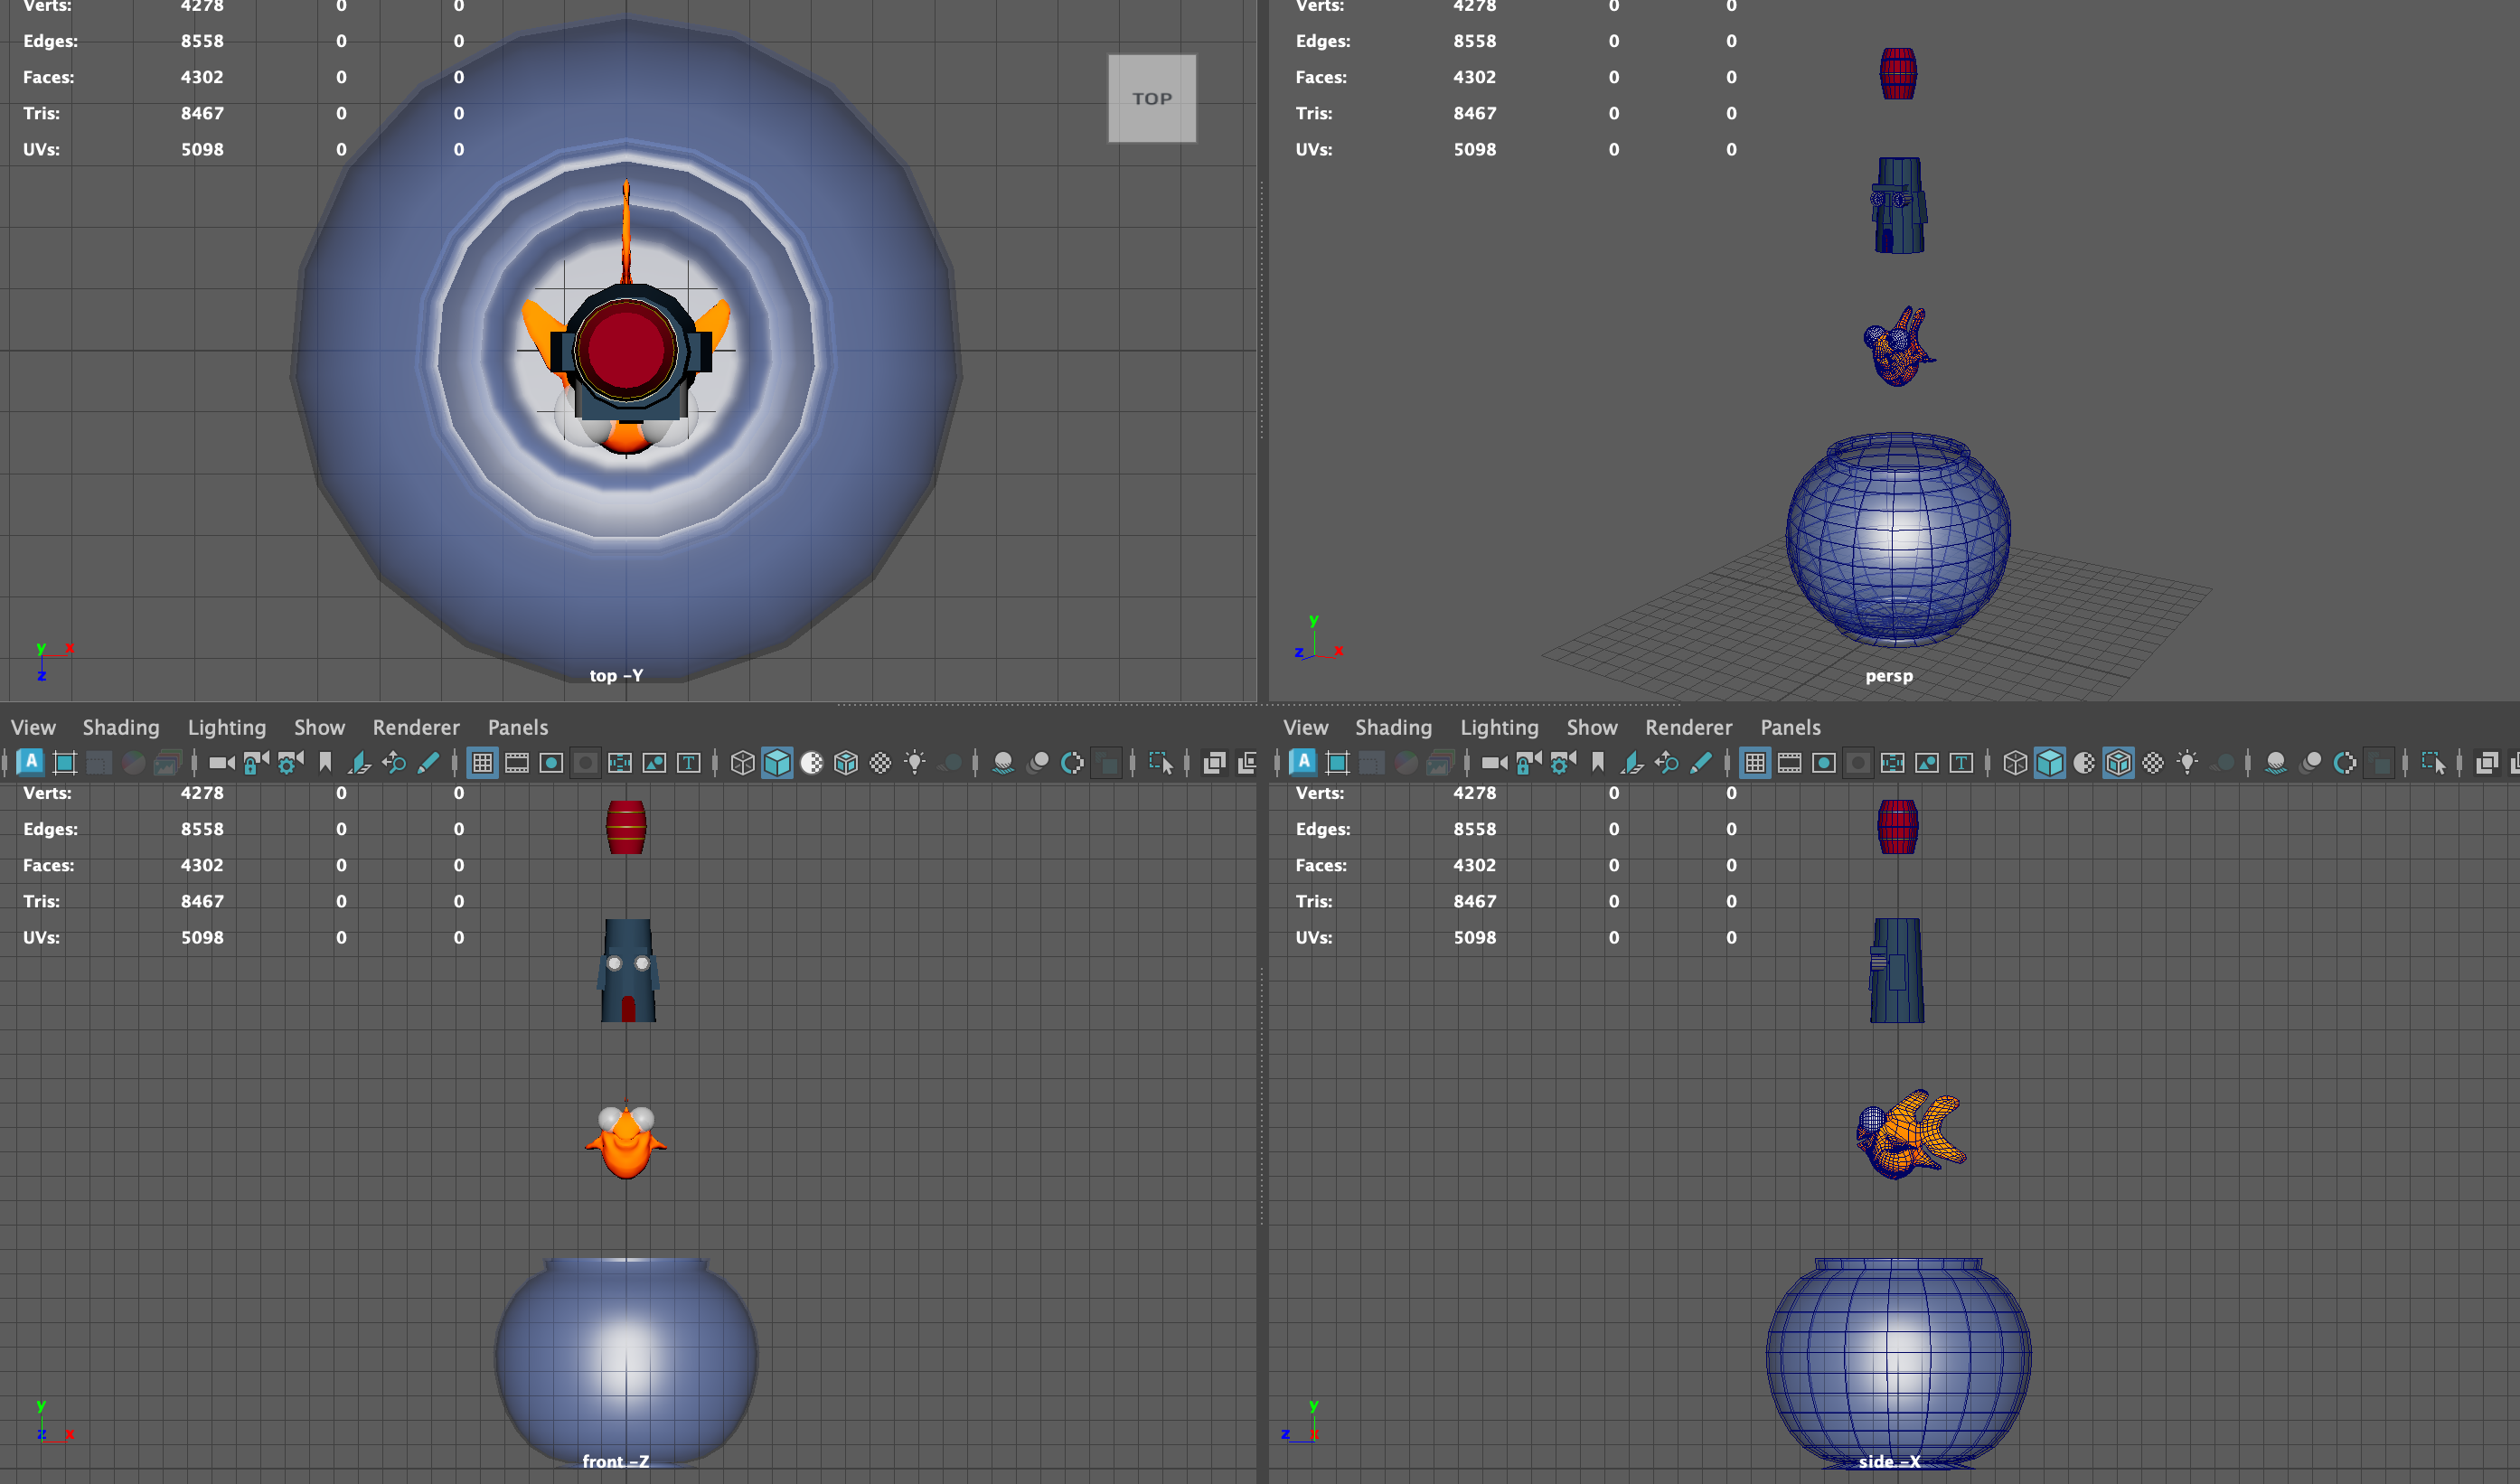 Verts: 4278 0 0
Edges: 8558 0 0
Faces: 4302 0 0
Tris: 8467 0 0
UVs: 5098 0 0
TOP
y x
z
top -Y
Verts: 4278 0 0
Edges: 8558 0 0
Faces: 4302 0 0
Tris: 8467 0 0
UVs: 5098 0 0
y
z x
persp
View Shading Lighting Show Renderer Panels
A T
Verts: 4278 0 0
Edges: 8558 0 0
Faces: 4302 0 0
Tris: 8467 0 0
UVs: 5098 0 0
y
z x
front -Z
View Shading Lighting Show Renderer Panels
A T
Verts: 4278 0 0
Edges: 8558 0 0
Faces: 4302 0 0
Tris: 8467 0 0
UVs: 5098 0 0
y
z x
side -X